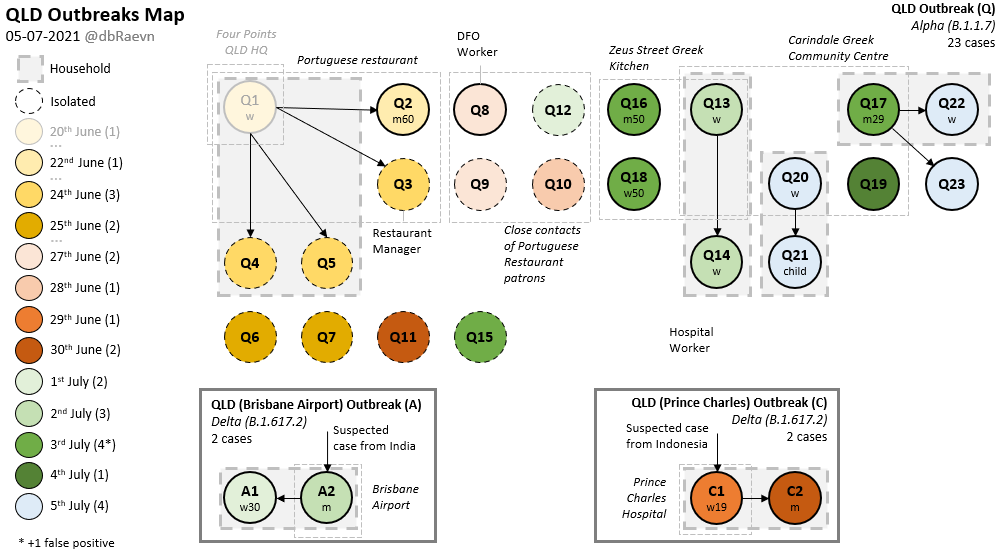 QLD Outbreaks Map
05-07-2021 @dbRaevn
Household
Isolated
20th June (1)
...
22nd June (1)
...
24th June (3)
25th June (2)
...
27th June (2)
28th June (1)
29th June (1)
30th June (2)
1st July (2)
2nd July (3)
3rd July (4*)
4th July (1)
5th July (4)
* +1 false positive
QLD Outbreak (Q)
Alpha (B.1.1.7)
23 cases
Four Points
QLD HQ
Portuguese restaurant
DFO
Worker
Zeus Street Greek
Kitchen
Carindale Greek
Community Centre
Q1
w
Q2
m60
Q8
Q12
Q16
m50
Q13
w
Q17
m29
Q22
w
Q3
Q9
Q10
Q18
w50
Q20
w
Q19
Q23
Restaurant
Manager
Close contacts
of Portuguese
Restaurant
patrons
Q4
Q5
Q14
w
Q21
child
Q6
Q7
Q11
Q15
Hospital
Worker
QLD (Brisbane Airport) Outbreak (A)
Delta (B.1.617.2)
2 cases
Suspected
case from India
A1
w30
A2
m
Brisbane
Airport
QLD (Prince Charles) Outbreak (C)
Delta (B.1.617.2)
2 cases
Suspected case
from Indonesia
Prince
Charles
Hospital
C1
w19
C2
m